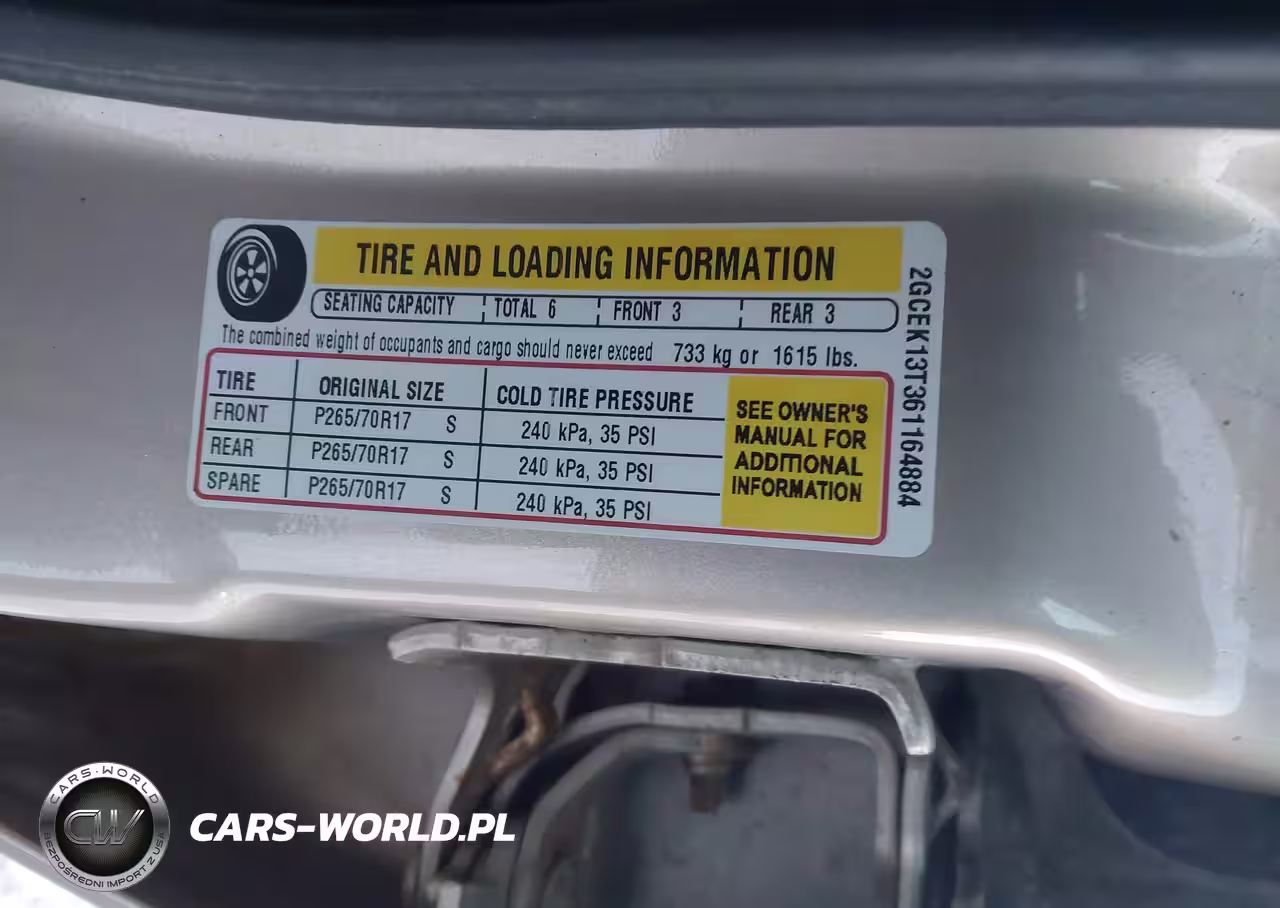 TIRE AND LOADING INFORMATION
SEATING CAPACITY TOTAL 6 FRONT 3 REAR 3
The combined weight of occupants and cargo should never exceed 733 kg or 1615 lbs.
TIRE ORIGINAL SIZE COLD TIRE PRESSURE
FRONT P265/70R17 S 240 kPa, 35 PSI
REAR P265/70R17 S 240 kPa, 35 PSI
SPARE P265/70R17 S 240 kPa, 35 PSI
SEE OWNER'S
MANUAL FOR
ADDITIONAL
INFORMATION
2GCEK13T361164884
CARS-WORLD
CW
BEZPOŚREDNI IMPORT Z USA
CARS-WORLD.PL